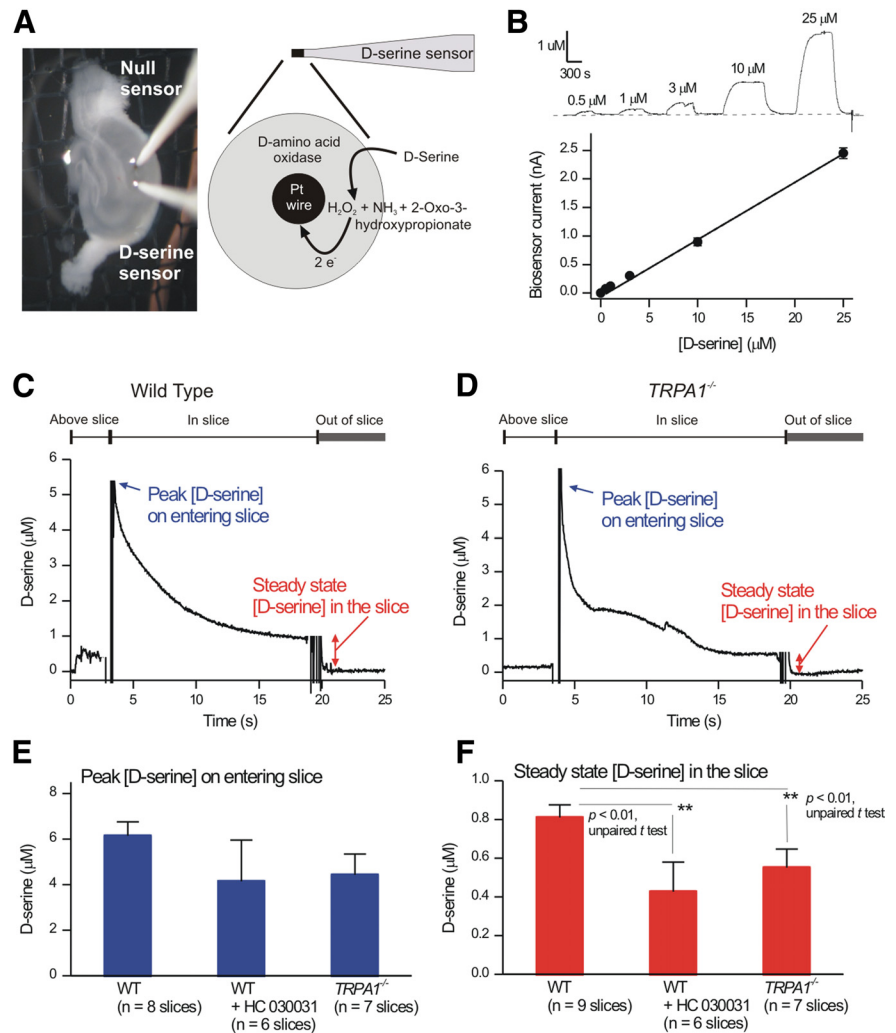 A
Null
sensor
D-serine
sensor
D-serine sensor
D-amino acid
oxidase
D-Serine
Pt
wire
H2O2 + NH3 + 2-Oxo-3-
hydroxypropionate
2 e-
B
1 uM
300 s
0.5 μM
1 μM
3 μM
10 μM
25 μM
Biosensor current (nA)
2.5
2.0
1.5
1.0
0.5
0.0
0 5 10 15 20 25
[D-serine] (μM)
C
Wild Type
Above slice In slice Out of slice
D-serine (μM)
6
5
4
3
2
1
0
Peak [D-serine]
on entering slice
Steady state
[D-serine] in the slice
0 5 10 15 20 25
Time (s)
D
TRPA1-/-
Above slice In slice Out of slice
D-serine (μM)
6
5
4
3
2
1
0
Peak [D-serine]
on entering slice
Steady state
[D-serine] in the slice
0 5 10 15 20 25
Time (s)
E
Peak [D-serine] on entering slice
D-serine (μM)
8
6
4
2
0
WT
(n = 8 slices)
WT
+ HC 030031
(n = 6 slices)
TRPA1-/-
(n = 7 slices)
F
Steady state [D-serine] in the slice
D-serine (μM)
1.0
0.8
0.6
0.4
0.2
0.0
p < 0.01,
unpaired t test
**
**
p < 0.01,
unpaired t test
WT
(n = 9 slices)
WT
+ HC 030031
(n = 6 slices)
TRPA1-/-
(n = 7 slices)